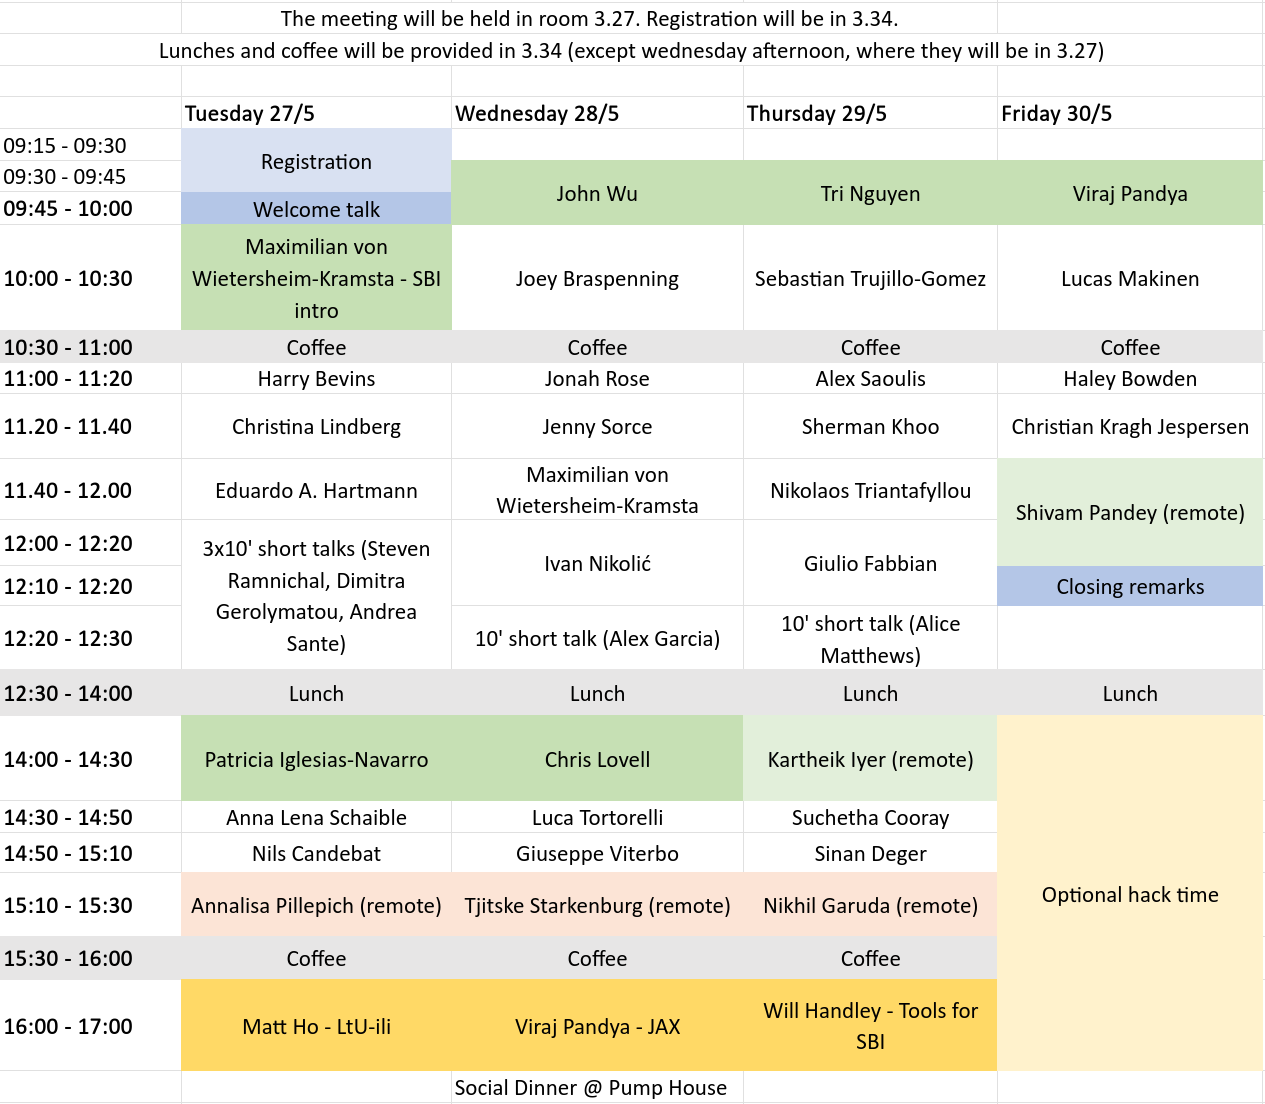 The meeting will be held in room 3.27. Registration will be in 3.34.
Lunches and coffee will be provided in 3.34 (except wednesday afternoon, where they will be in 3.27)
Tuesday 27/5 Wednesday 28/5 Thursday 29/5 Friday 30/5
09:15 - 09:30
Registration
09:30 - 09:45
John Wu Tri Nguyen Viraj Pandya
09:45 - 10:00 Welcome talk
Maximilian von
Wietersheim-Kramsta - SBI
intro
10:00 - 10:30 Joey Braspenning Sebastian Trujillo-Gomez Lucas Makinen
10:30 - 11:00 Coffee Coffee Coffee Coffee
11:00 - 11:20 Harry Bevins Jonah Rose Alex Saoulis Haley Bowden
11.20 - 11.40 Christina Lindberg Jenny Sorce Sherman Khoo Christian Kragh Jespersen
11.40 - 12.00 Eduardo A. Hartmann
Maximilian von
Wietersheim-Kramsta
Nikolaos Triantafyllou
Shivam Pandey (remote)
12:00 - 12:20
3x10' short talks (Steven
Ramnichal, Dimitra
Gerolymatou, Andrea
Sante)
Ivan Nikolić Giulio Fabbian
12:10 - 12:20 Closing remarks
12:20 - 12:30 10' short talk (Alex Garcia)
10' short talk (Alice
Matthews)
12:30 - 14:00 Lunch Lunch Lunch Lunch
14:00 - 14:30 Patricia Iglesias-Navarro Chris Lovell Kartheik Iyer (remote)
14:30 - 14:50 Anna Lena Schaible Luca Tortorelli Suchetha Cooray
14:50 - 15:10 Nils Candebat Giuseppe Viterbo Sinan Deger
Optional hack time
15:10 - 15:30 Annalisa Pillepich (remote) Tjitske Starkenburg (remote) Nikhil Garuda (remote)
15:30 - 16:00 Coffee Coffee Coffee
16:00 - 17:00 Matt Ho - LtU-ili Viraj Pandya - JAX
Will Handley - Tools for
SBI
Social Dinner @ Pump House